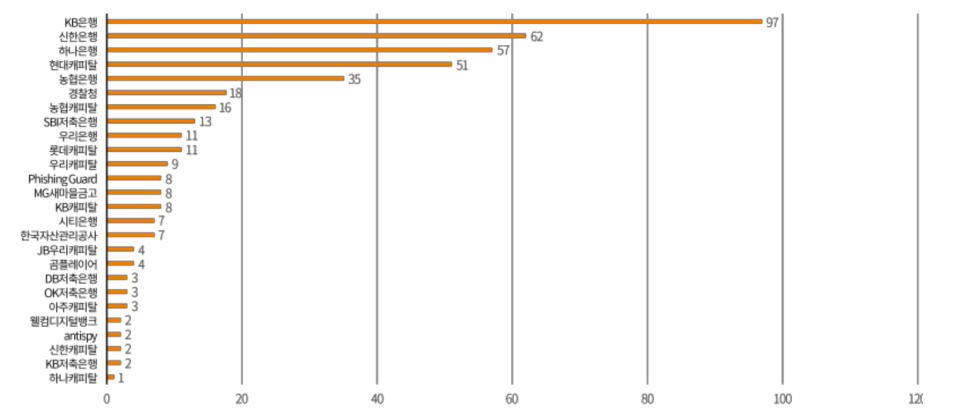 KB은행 97
신한은행 62
하나은행 57
현대캐피탈 51
농협은행 35
경찰청 18
농협캐피탈 16
SBI저축은행 13
우리은행 11
롯데캐피탈 11
우리캐피탈 9
Phishing Guard 8
MG새마을금고 8
KB캐피탈 8
시티은행 7
한국자산관리공사 7
JB우리캐피탈 4
곰플레이어 4
DB저축은행 3
OK저축은행 3
아주캐피탈 3
웰컴디지털뱅크 2
antispy 2
신한캐피탈 2
KB저축은행 2
하나캐피탈 1
0 20 40 60 80 100